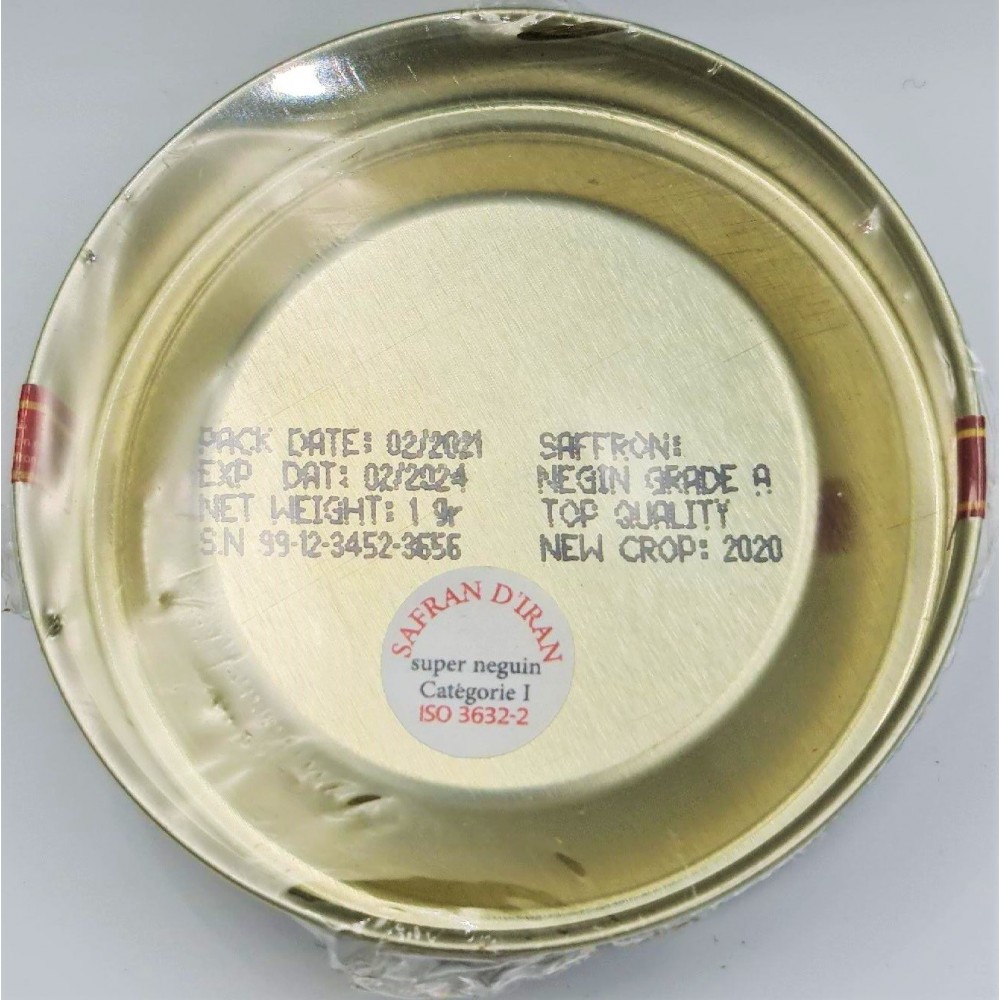 PACK DATE: 02/2021
EXP DAT: 02/2024
NET WEIGHT: 1 gr
S.N 99-12-3452-3656
SAFFRON:
NEGIN GRADE A
TOP QUALITY
NEW CROP: 2020
SAFRAN D'IRAN
super neguin
Catégorie I
ISO 3632-2